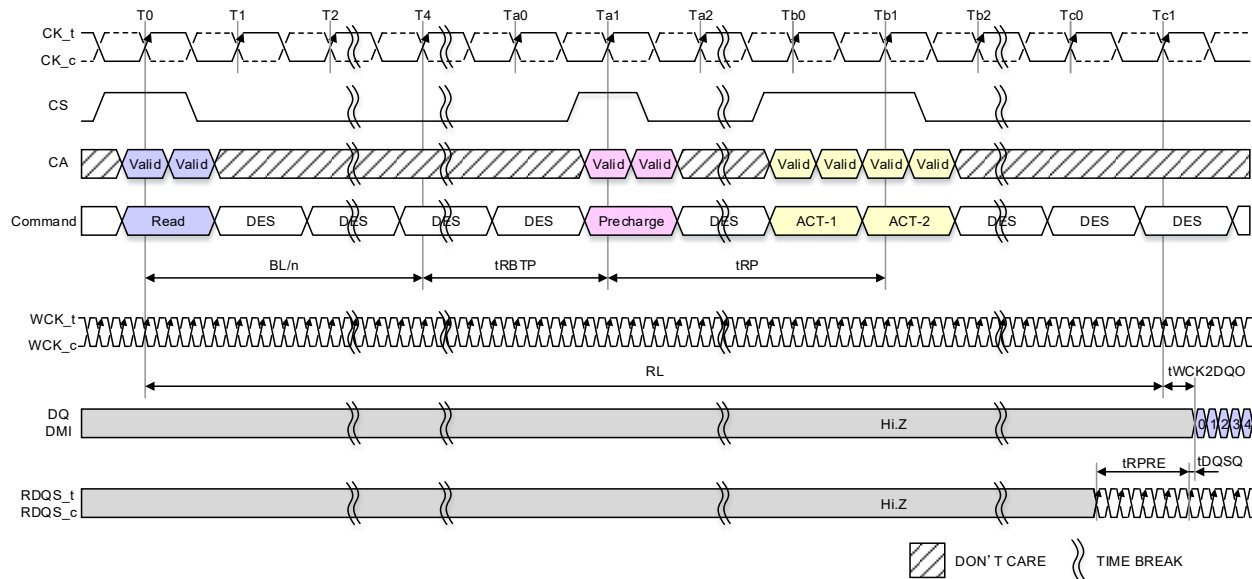 T0 T1 T2 T4 Ta0 Ta1 Ta2 Tb0 Tb1 Tb2 Tc0 Tc1
CK_t
CK_c
CS
CA Valid Valid Valid Valid Valid Valid Valid Valid
Command Read DES DES DES DES Precharge DES ACT-1 ACT-2 DES DES DES
BL/n tRBTP tRP
WCK_t
WCK_c
RL tWCK2DQO
DQ
DMI
Hi.Z 0 1 2 3 4
tRPRE tDQSQ
RDQS_t
RDQS_c
Hi.Z
DON'T CARE TIME BREAK